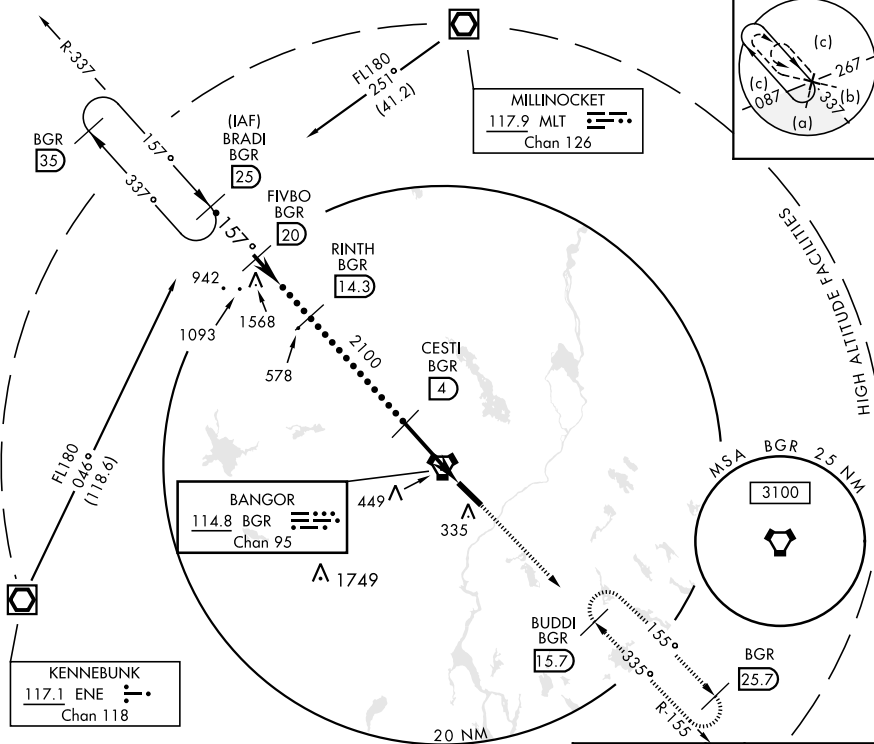 R-337
FL180
251°
(41.2)
MILLINOCKET
117.9 MLT
Chan 126
(c)
267
(c)
087
337
(b)
(a)
BGR
35
157°
337°
(IAF)
BRADI
BGR
25
157°
FIVBO
BGR
20
RINTH
BGR
14.3
942
1093
1568
578
2100
CESTI
BGR
4
HIGH ALTITUDE FACILITIES
FL180
046°
(118.6)
BANGOR
114.8 BGR
Chan 95
449
335
1749
MSA BGR 25 NM
3100
BUDDI
BGR
15.7
155°
335°
R-155
BGR
25.7
KENNEBUNK
117.1 ENE
Chan 118
20 NM